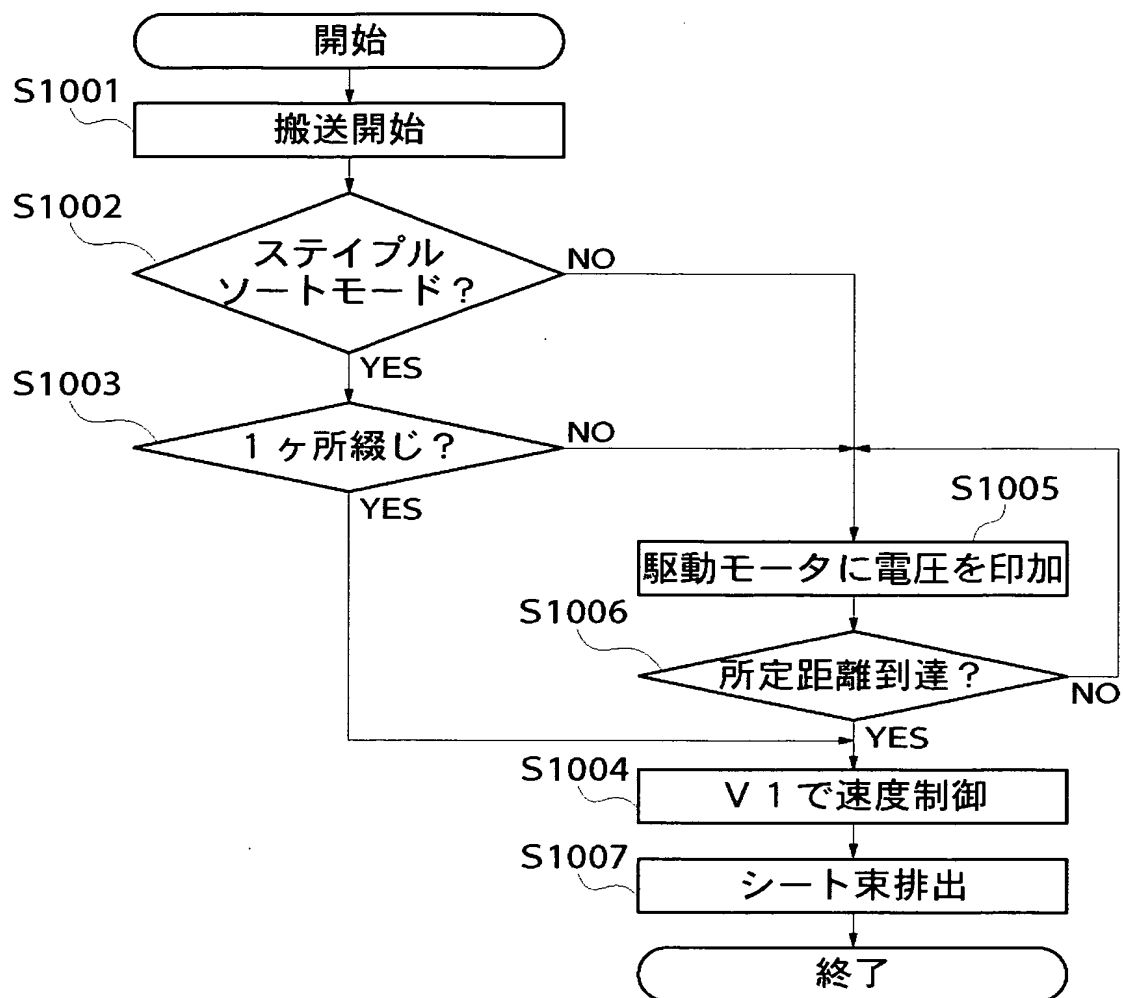 開始
S1001
搬送開始
S1002
ステイプル
ソートモード？
NO
YES
S1003
1ヶ所綴じ？
NO
YES
S1005
駆動モータに電圧を印加
S1006
所定距離到達？
NO
YES
S1004
V1で速度制御
S1007
シート束排出
終了